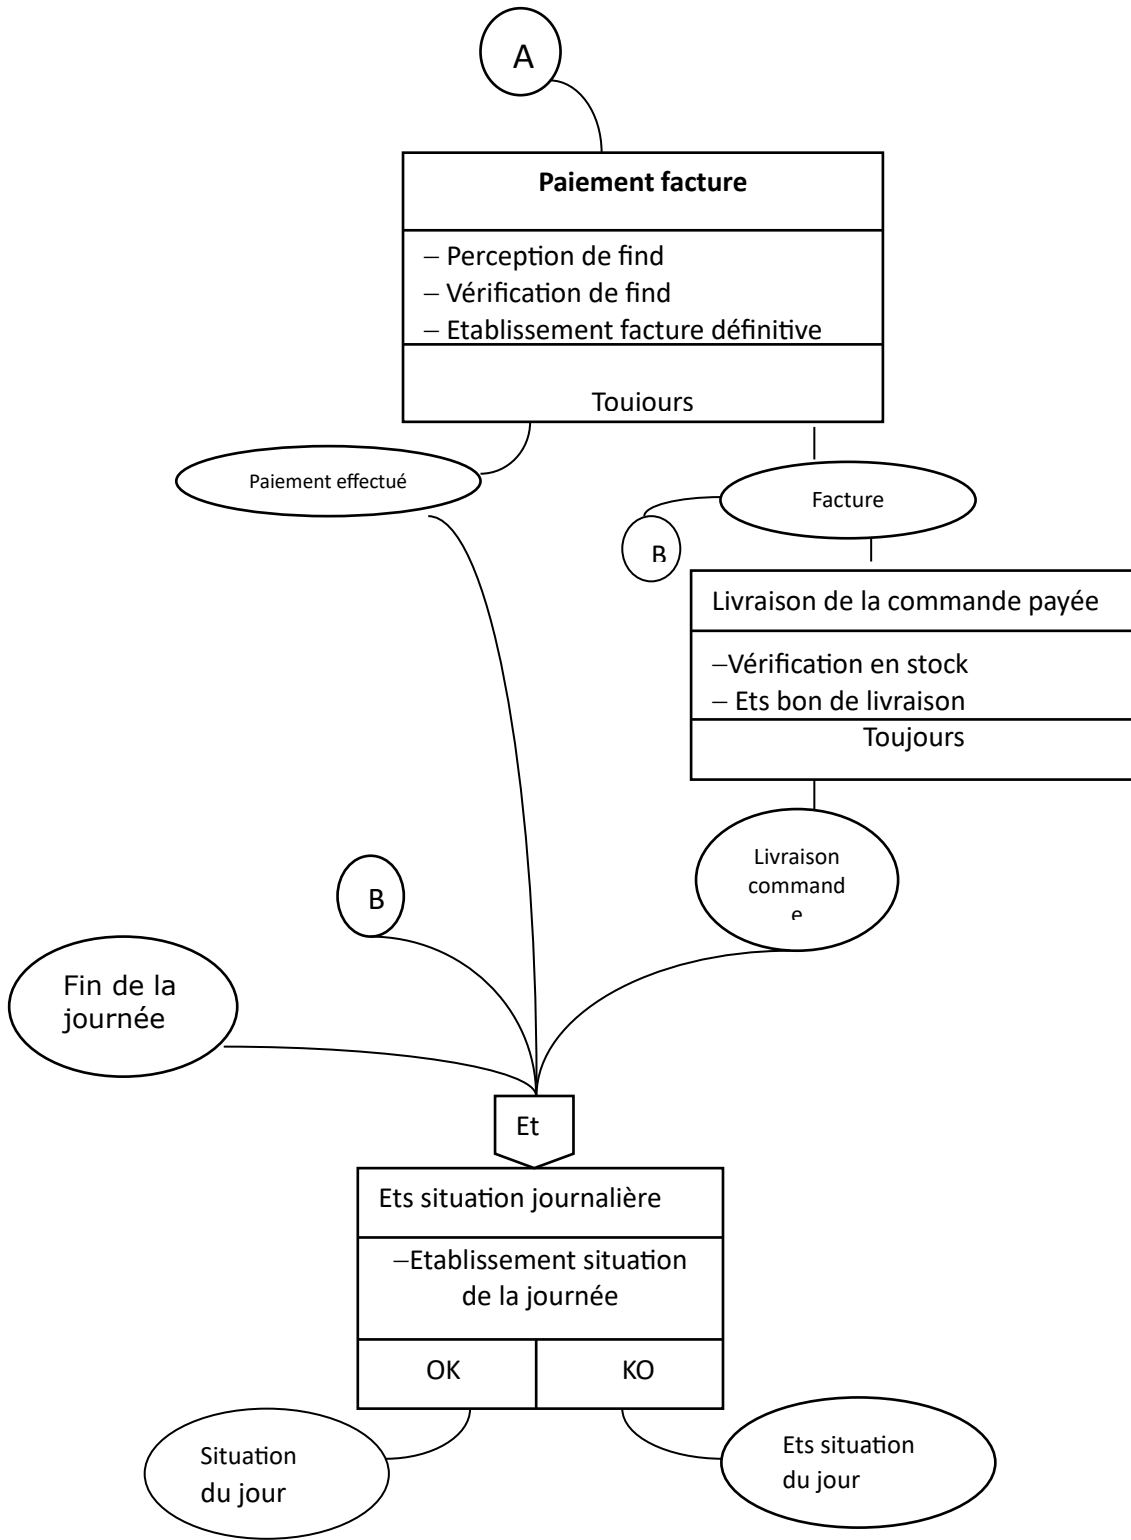 A
Paiement facture
– Perception de find
– Vérification de find
– Etablissement facture définitive
Toujours
Paiement effectué
Facture
B
Livraison de la commande payée
–Vérification en stock
– Ets bon de livraison
Toujours
Livraison
command
e
B
Fin de la
journée
Et
Ets situation journalière
–Etablissement situation
de la journée
OK
KO
Situation
du jour
Ets situation
du jour